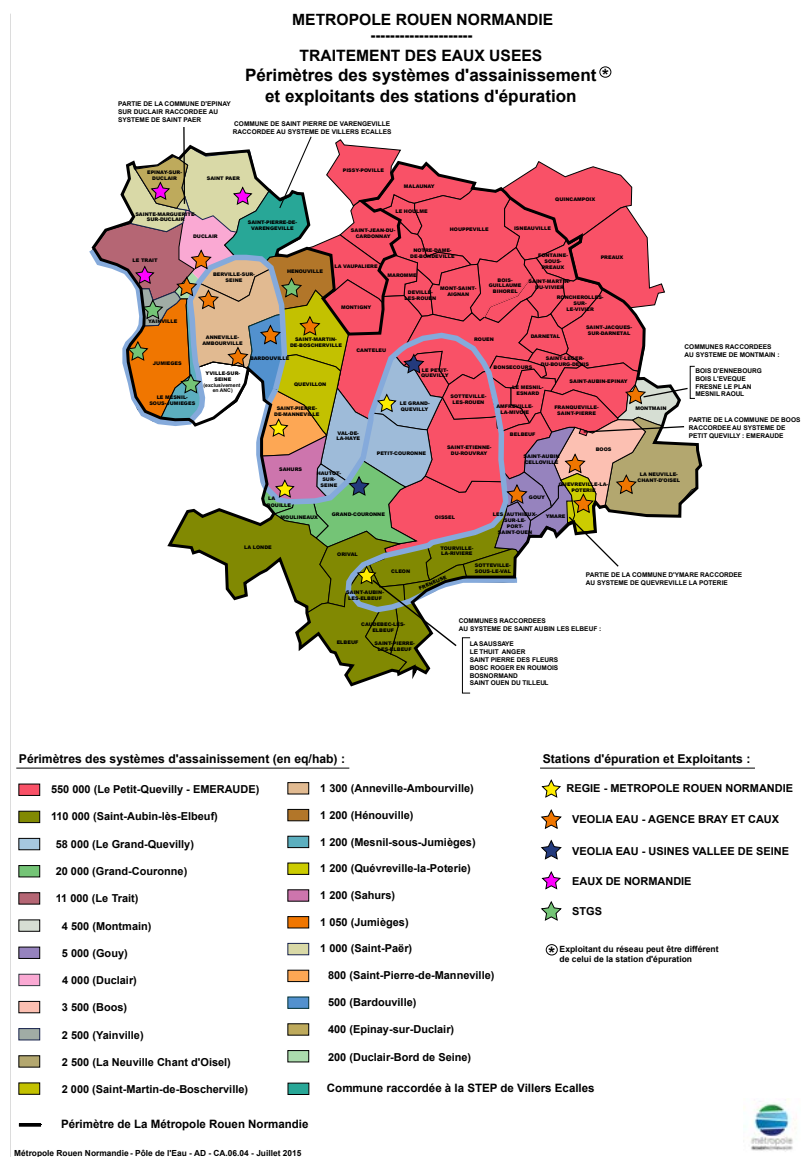 METROPOLE ROUEN NORMANDIE
---------------------
TRAITEMENT DES EAUX USEES
Périmètres des systèmes d'assainissement *
et exploitants des stations d'épuration
PARTIE DE LA COMMUNE D'EPINAY
SUR DUCLAIR RACCORDEE AU
SYSTEME DE SAINT PAER
COMMUNE DE SAINT PIERRE DE VARENGEVILLE
RACCORDEE AU SYSTEME DE VILLERS ECALLES
PISSY-POVILLE
MALAUNAY
QUINCAMPOIX
EPINAY-SUR-
DUCLAIR
SAINT PAER
SAINTE-MARGUERITE
SUR-DUCLAIR
DUCLAIR
SAINT-PIERRE-DE-
VARENGEVILLE
LE HOULME
HOUPPEVILLE
ISNEAUVILLE
SAINT-JEAN-DU-
CARDONNAY
NOTRE-DAME-
DE-BONDEVILLE
FONTAINE-
SOUS-
PREAUX
PREAUX
LE TRAIT
BERVILLE-SUR-
SEINE
HENOUVILLE
LA VAUPALIERE
MAROMME
DEVILLE-
LES-ROUEN
MONT-SAINT-
AIGNAN
BOIS-
GUILLAUME
BIHOREL
SAINT-MARTIN-
DU-VIVIER
RONCHEROLLES-
SUR-
LE-VIVIER
YAINVILLE
MONTIGNY
ANNEVILLE-
AMBOURVILLE
SAINT-MARTIN-
DE-BOSCHERVILLE
BARDOUVILLE
CANTELEU
ROUEN
DARNETAL
SAINT-JACQUES-
SUR-DARNETAL
JUMIEGES
YVILLE-SUR-
SEINE
(exclusivement
en ANC)
LE MESNIL-
SOUS-JUMIEGES
QUEVILLON
LE PETIT-
QUEVILLY
BONSECOURS
SAINT-LEGER-
DU-BOURG-DENIS
SAINT-AUBIN-EPINAY
SAINT-PIERRE-
DE-MANNEVILLE
LE GRAND-
QUEVILLY
SOTTEVILLE-
LES-ROUEN
LE MESNIL-
ESNARD
AMFREVILLE-
LA-MIVOIE
FRANQUEVILLE-
SAINT-PIERRE
MONTMAIN
COMMUNES RACCORDEES
AU SYSTEME DE MONTMAIN :
BOIS D'ENNEBOURG
BOIS L'EVEQUE
FRESNE LE PLAN
MESNIL RAOUL
PARTIE DE LA COMMUNE DE BOOS
RACCORDEE AU SYSTEME DE
PETIT QUEVILLY : EMERAUDE
VAL-DE-
LA-HAYE
PETIT-COURONNE
SAINT-ETIENNE-
DU-ROUVRAY
BELBEUF
SAINT-AUBIN-
CELLOVILLE
BOOS
SAHURS
HAUTOT-
SUR-
SEINE
LA
BOUILLE
MOULINEAUX
GRAND-COURONNE
OISSEL
GOUY
LES AUTHIEUX-
SUR-LE-
PORT-
SAINT-OUEN
YMARE
QUEVREVILLE-LA-
POTERIE
LA NEUVILLE-
CHANT-D'OISEL
LA LONDE
ORIVAL
CLEON
TOURVILLE-
LA-RIVIERE
FRENEUSE
SOTTEVILLE-
SOUS-LE-VAL
SAINT-AUBIN-
LES-ELBEUF
CAUDEBEC-LES-
ELBEUF
ELBEUF
SAINT-PIERRE-
LES-ELBEUF
PARTIE DE LA COMMUNE D'YMARE RACCORDEE
AU SYSTEME DE QUEVREVILLE LA POTERIE
COMMUNES RACCORDEES
AU SYSTEME DE SAINT AUBIN LES ELBEUF :
LA SAUSSAYE
LE THUIT ANGER
SAINT PIERRE DES FLEURS
BOSC ROGER EN ROUMOIS
BOSNORMAND
SAINT OUEN DU TILLEUL
Périmètres des systèmes d'assainissement (en eq/hab) :
550 000 (Le Petit-Quevilly - EMERAUDE)
110 000 (Saint-Aubin-lès-Elbeuf)
58 000 (Le Grand-Quevilly)
20 000 (Grand-Couronne)
11 000 (Le Trait)
4 500 (Montmain)
5 000 (Gouy)
4 000 (Duclair)
3 500 (Boos)
2 500 (Yainville)
2 500 (La Neuville Chant d'Oisel)
2 000 (Saint-Martin-de-Boscherville)
1 300 (Anneville-Ambourville)
1 200 (Hénouville)
1 200 (Mesnil-sous-Jumièges)
1 200 (Quévreville-la-Poterie)
1 200 (Sahurs)
1 050 (Jumièges)
1 000 (Saint-Paër)
800 (Saint-Pierre-de-Manneville)
500 (Bardouville)
400 (Epinay-sur-Duclair)
200 (Duclair-Bord de Seine)
Commune raccordée à la STEP de Villers Ecalles
Périmètre de La Métropole Rouen Normandie
Stations d'épuration et Exploitants :
REGIE - METROPOLE ROUEN NORMANDIE
VEOLIA EAU - AGENCE BRAY ET CAUX
VEOLIA EAU - USINES VALLEE DE SEINE
EAUX DE NORMANDIE
STGS
* Exploitant du réseau peut être différent
de celui de la station d'épuration
métropole
ROUENNORMANDIE
Métropole Rouen Normandie - Pôle de l'Eau - AD - CA.06.04 - Juillet 2015